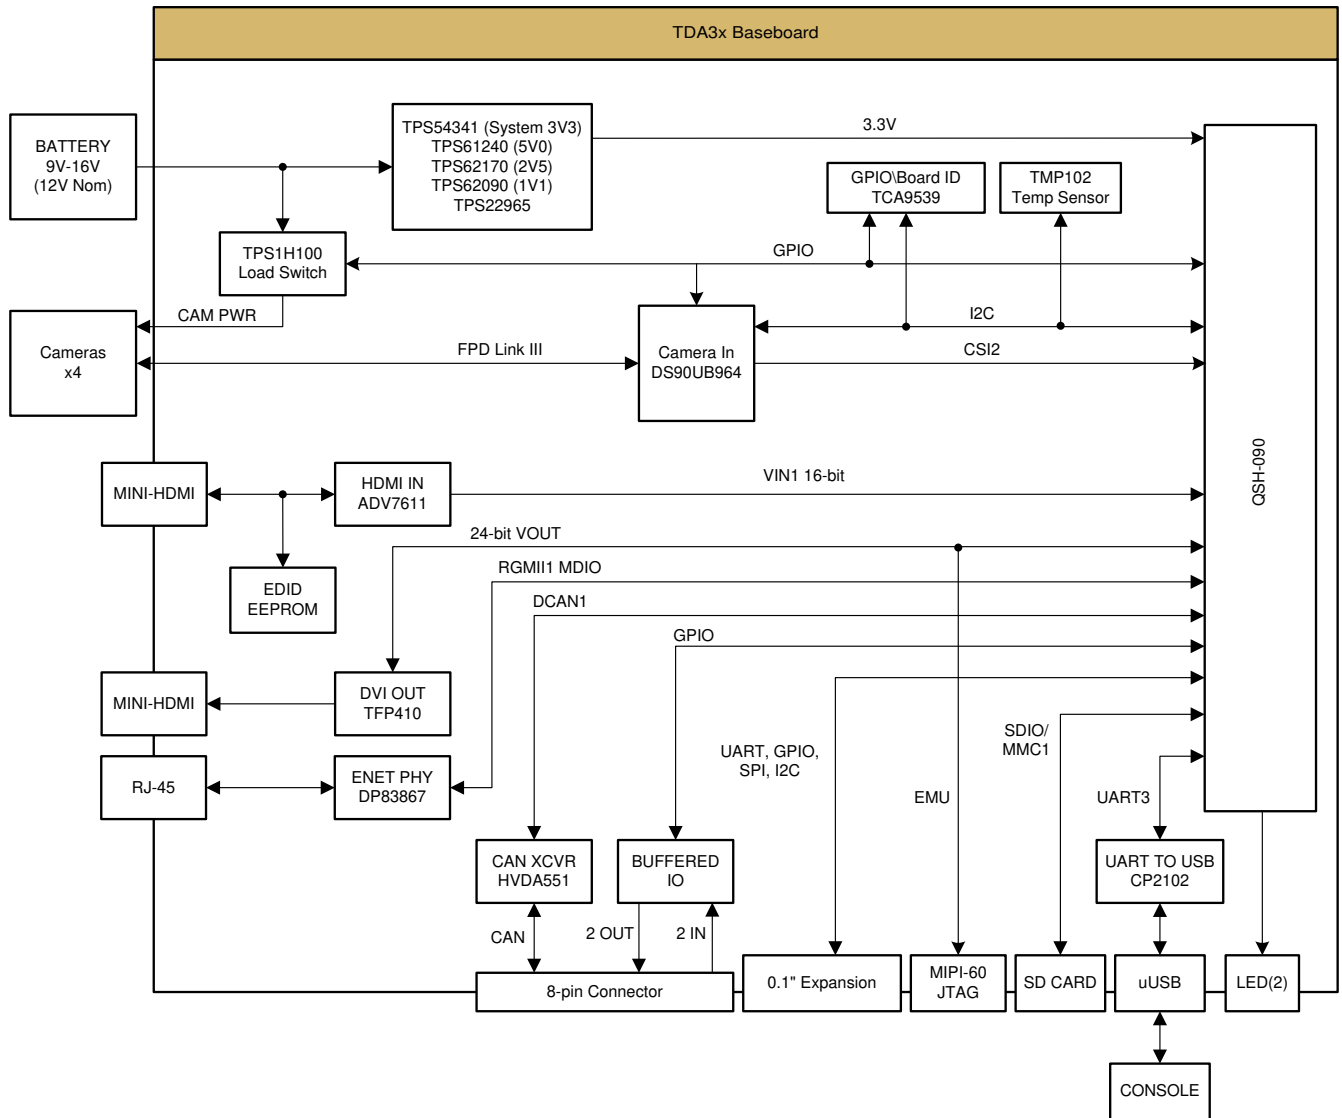 TDA3x Baseboard
BATTERY
9V-16V
(12V Nom)
TPS54341 (System 3V3)
TPS61240 (5V0)
TPS62170 (2V5)
TPS62090 (1V1)
TPS22965
3.3V
GPIO\Board ID
TCA9539
TMP102
Temp Sensor
TPS1H100
Load Switch
GPIO
CAM PWR
I2C
Cameras
x4
FPD Link III
Camera In
DS90UB964
CSI2
QSH-090
MINI-HDMI
HDMI IN
ADV7611
VIN1 16-bit
24-bit VOUT
EDID
EEPROM
RGMII1 MDIO
DCAN1
GPIO
MINI-HDMI
DVI OUT
TFP410
RJ-45
ENET PHY
DP83867
UART, GPIO,
SPI, I2C
EMU
SDIO/
MMC1
UART3
CAN XCVR
HVDA551
BUFFERED
IO
UART TO USB
CP2102
CAN
2 OUT
2 IN
8-pin Connector
0.1" Expansion
MIPI-60
JTAG
SD CARD
uUSB
LED(2)
CONSOLE